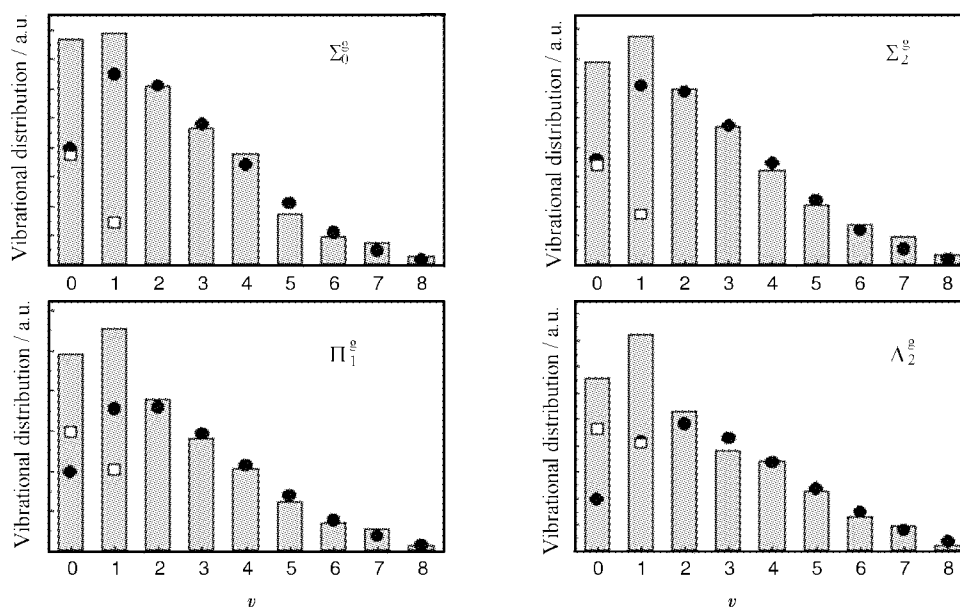 Vibrational distribution / a.u.
Σ₀ᵍ
0 1 2 3 4 5 6 7 8
Vibrational distribution / a.u.
Σ₂ᵍ
0 1 2 3 4 5 6 7 8
Vibrational distribution / a.u.
Π₁ᵍ
0 1 2 3 4 5 6 7 8
v
Vibrational distribution / a.u.
Λ₂ᵍ
0 1 2 3 4 5 6 7 8
v